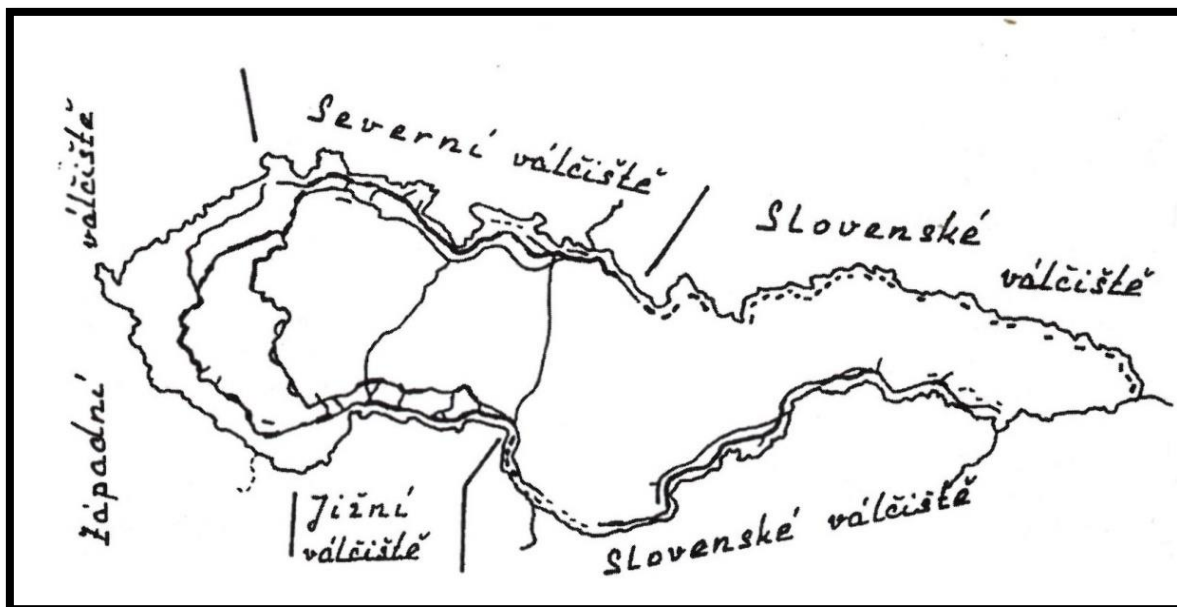 Severní válčiště
Slovenské
válčiště
Západní válčiště
Jižní
válčiště
Slovenské válčiště